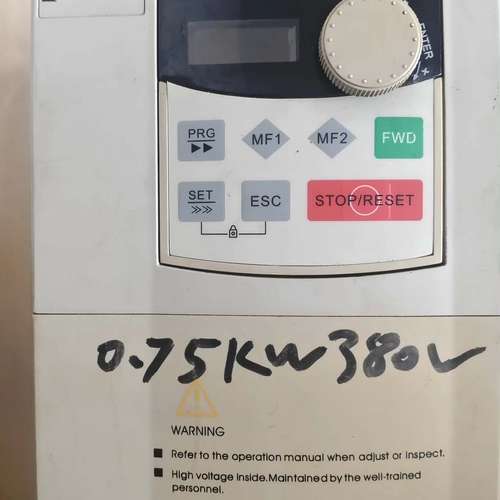 ENTER
PRG
MF1
MF2
FWD
SET
ESC
STOP/RESET
0.75KW380V
WARNING
Refer to the operation manual when adjust or inspect.
High voltage inside.Maintained by the well-trained
personnel.